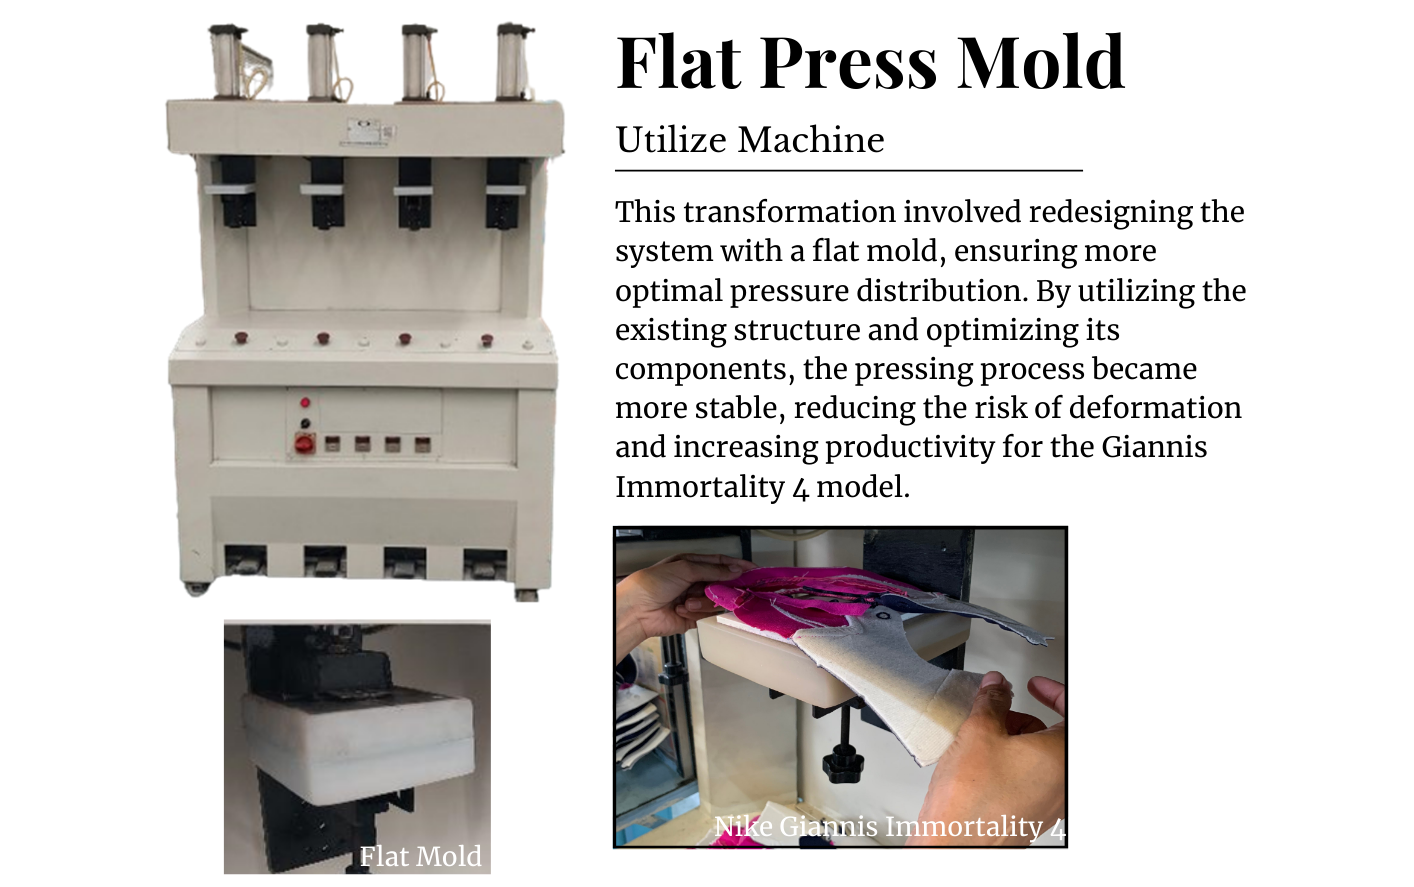 Flat Press Mold
Utilize Machine
This transformation involved redesigning the
system with a flat mold, ensuring more
optimal pressure distribution. By utilizing the
existing structure and optimizing its
components, the pressing process became
more stable, reducing the risk of deformation
and increasing productivity for the Giannis
Immortality 4 model.
Flat Mold
Nike Giannis Immortality 4